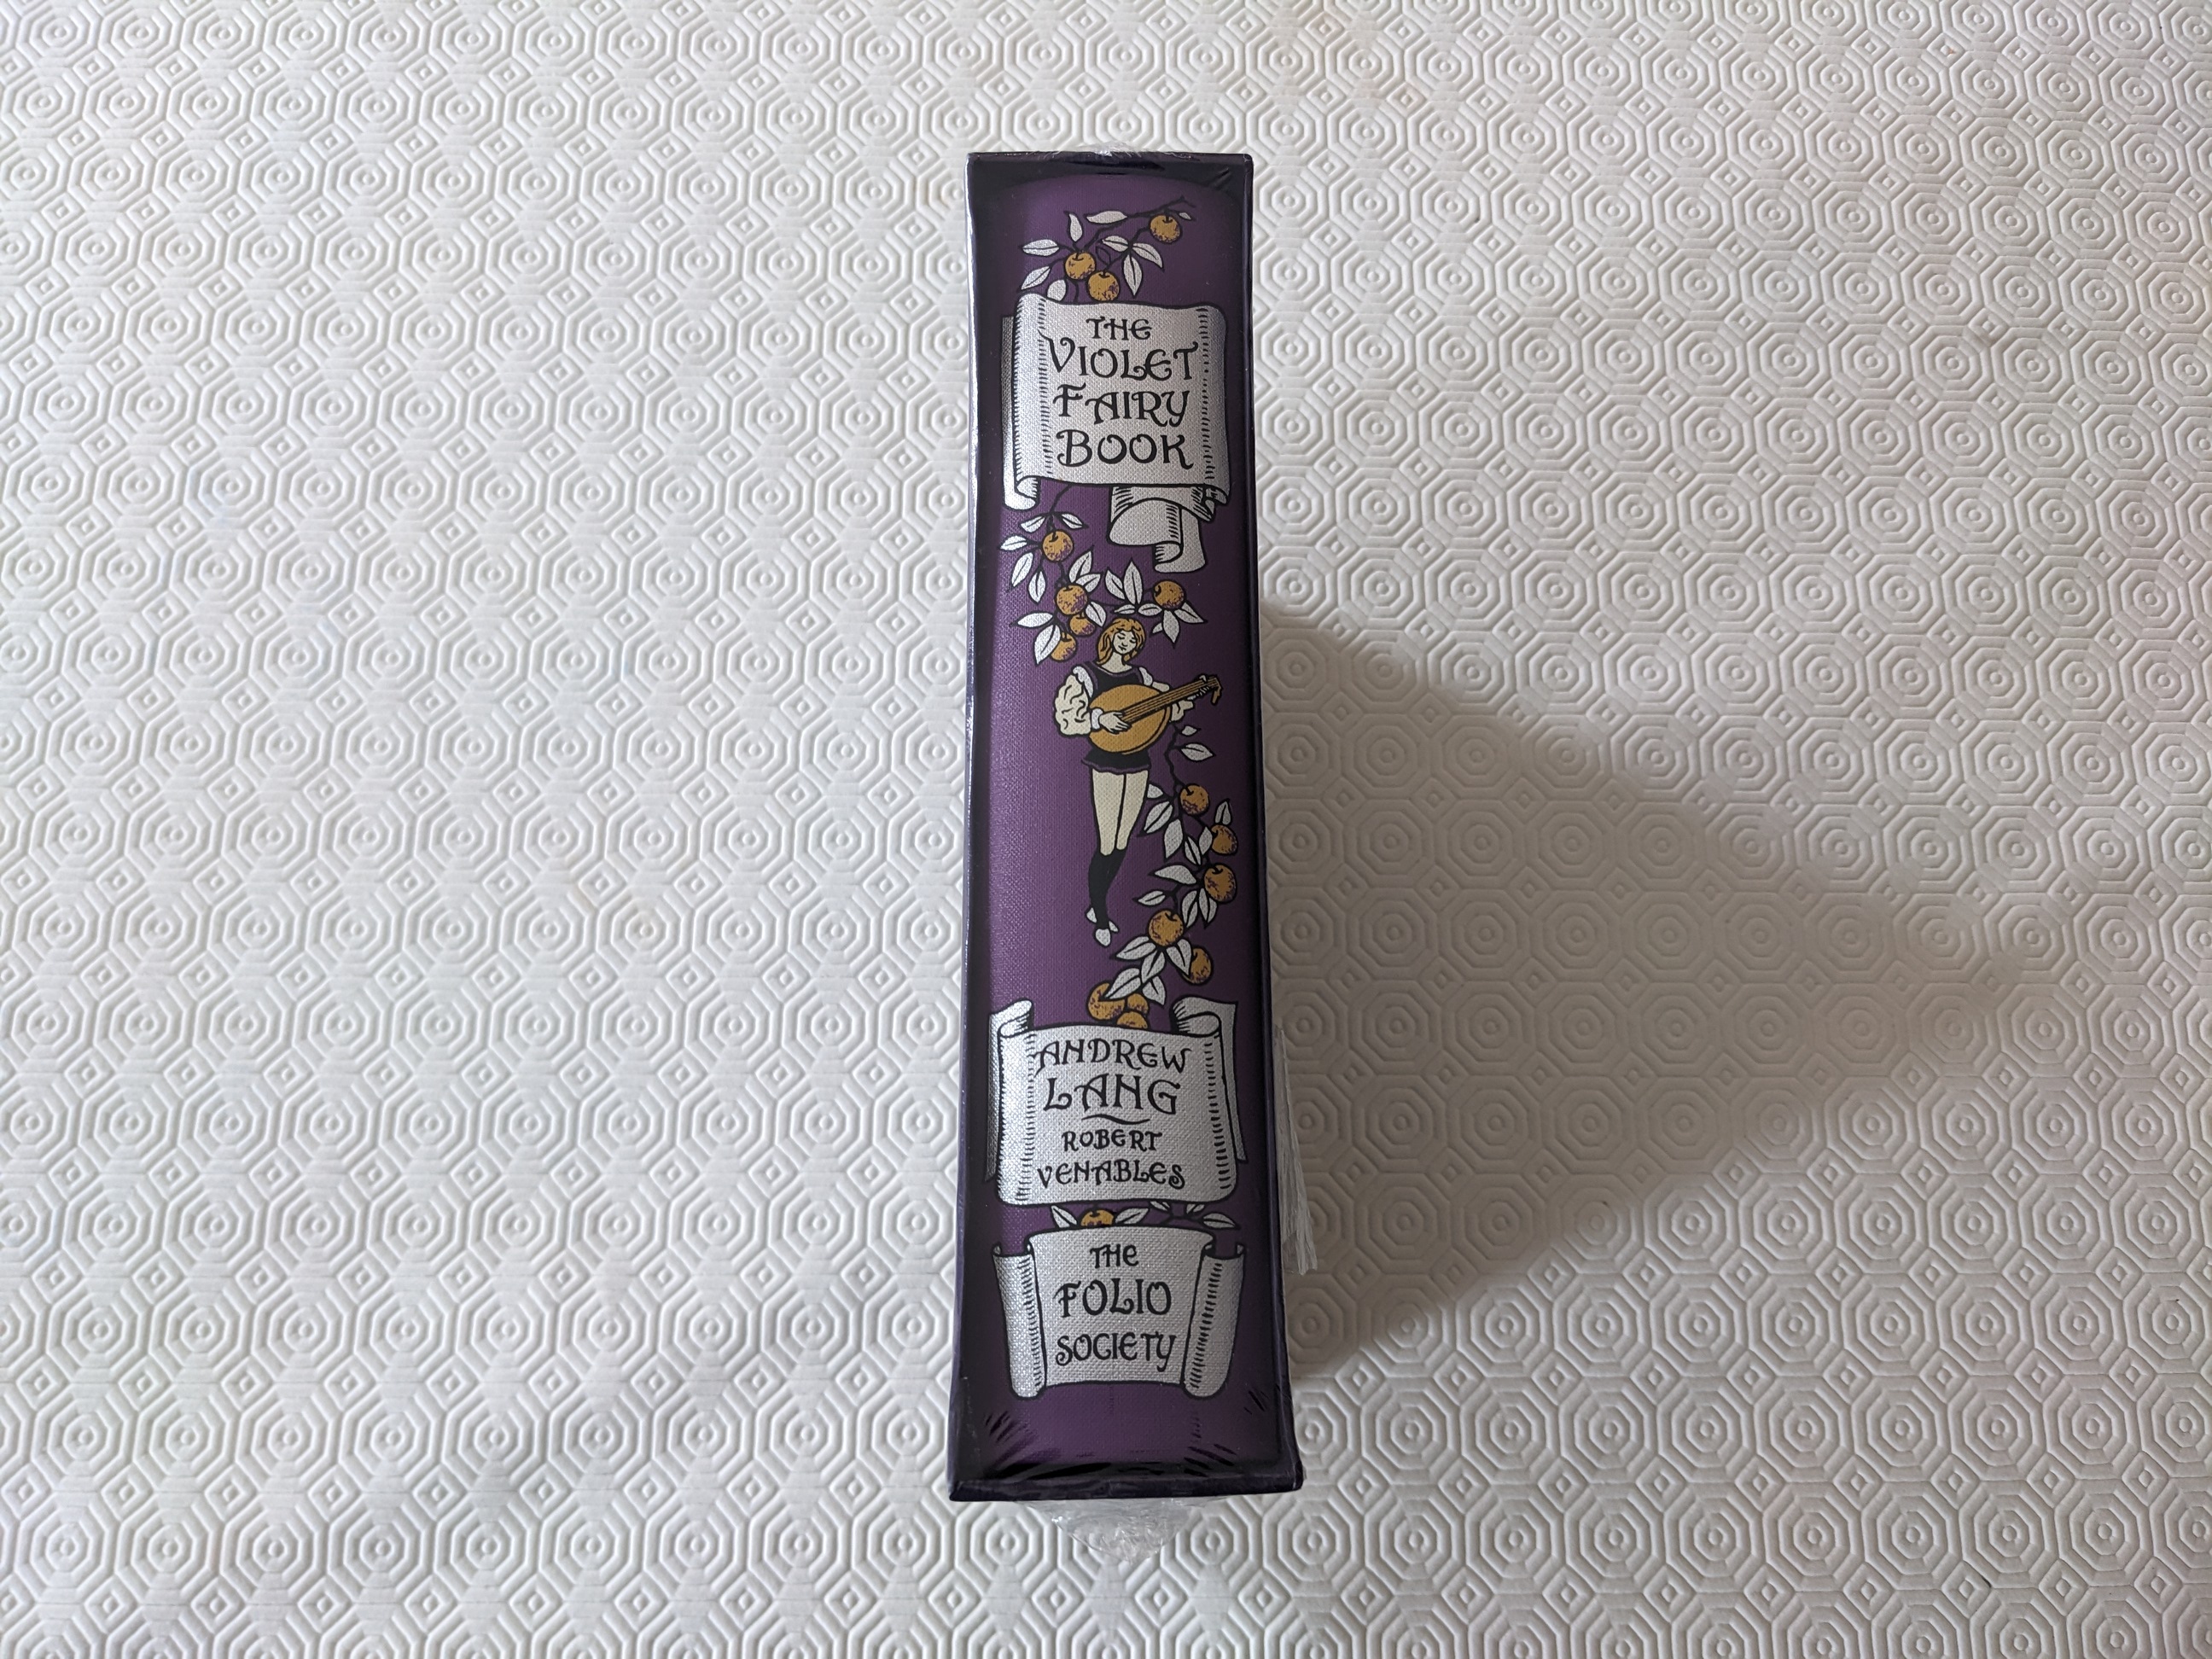 THE
VIOLET
FAIRY
BOOK
ANDREW
LANG
ROBERT
VENABLES
THE
FOLIO
SOCIETY